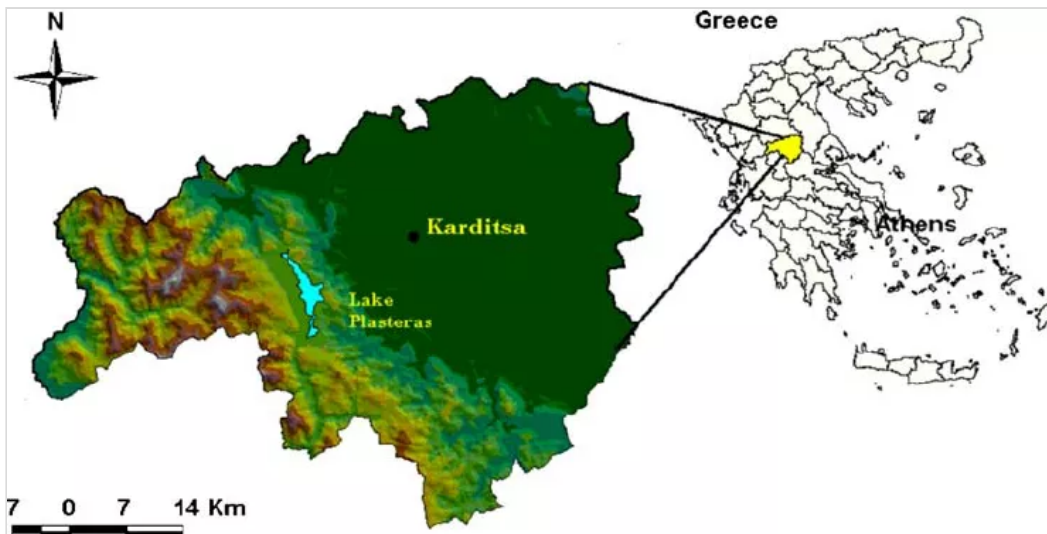 N
Greece
Karditsa
Athens
Lake
Plasteras
7 0 7 14 Km